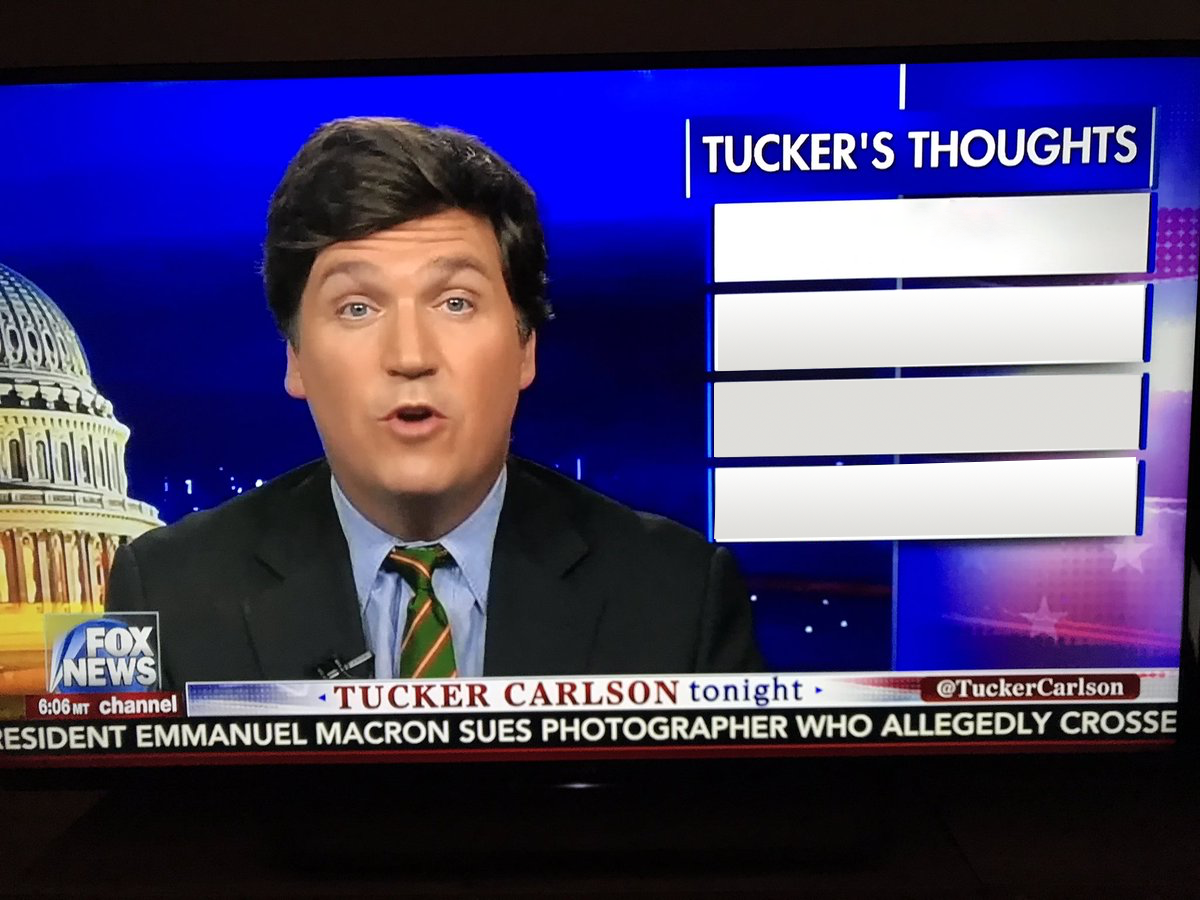 TUCKER'S THOUGHTS
FOX
NEWS
6:06 MT channel
TUCKER CARLSON tonight
@TuckerCarlson
RESIDENT EMMANUEL MACRON SUES PHOTOGRAPHER WHO ALLEGEDLY CROSSE